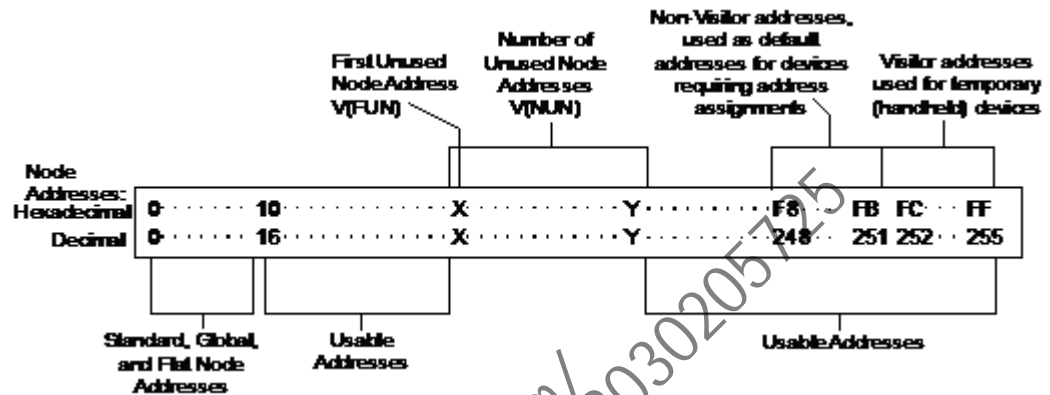 Non-Visitor addresses,
used as default
addresses for devices
requiring address
assignments
Number of
Unused Node
Addresses
V(NUN)
First Unused
Node Address
V(FUN)
Visitor addresses
used for temporary
(handheld) devices
Node
Addresses:
Hexadecimal 0 · · · · · · · 10 · · · · · · · · · · · · · X · · · · · · · · · · · · Y · · · · · · · · · · F8 · · · FB FC · · · FF
Decimal 0 · · · · · · · 16 · · · · · · · · · · · · · X · · · · · · · · · · · · Y · · · · · · · · · · 248 · · · 251 252 · · · 255
Standard, Global,
and Flat Node
Addresses
Usable
Addresses
Usable Addresses